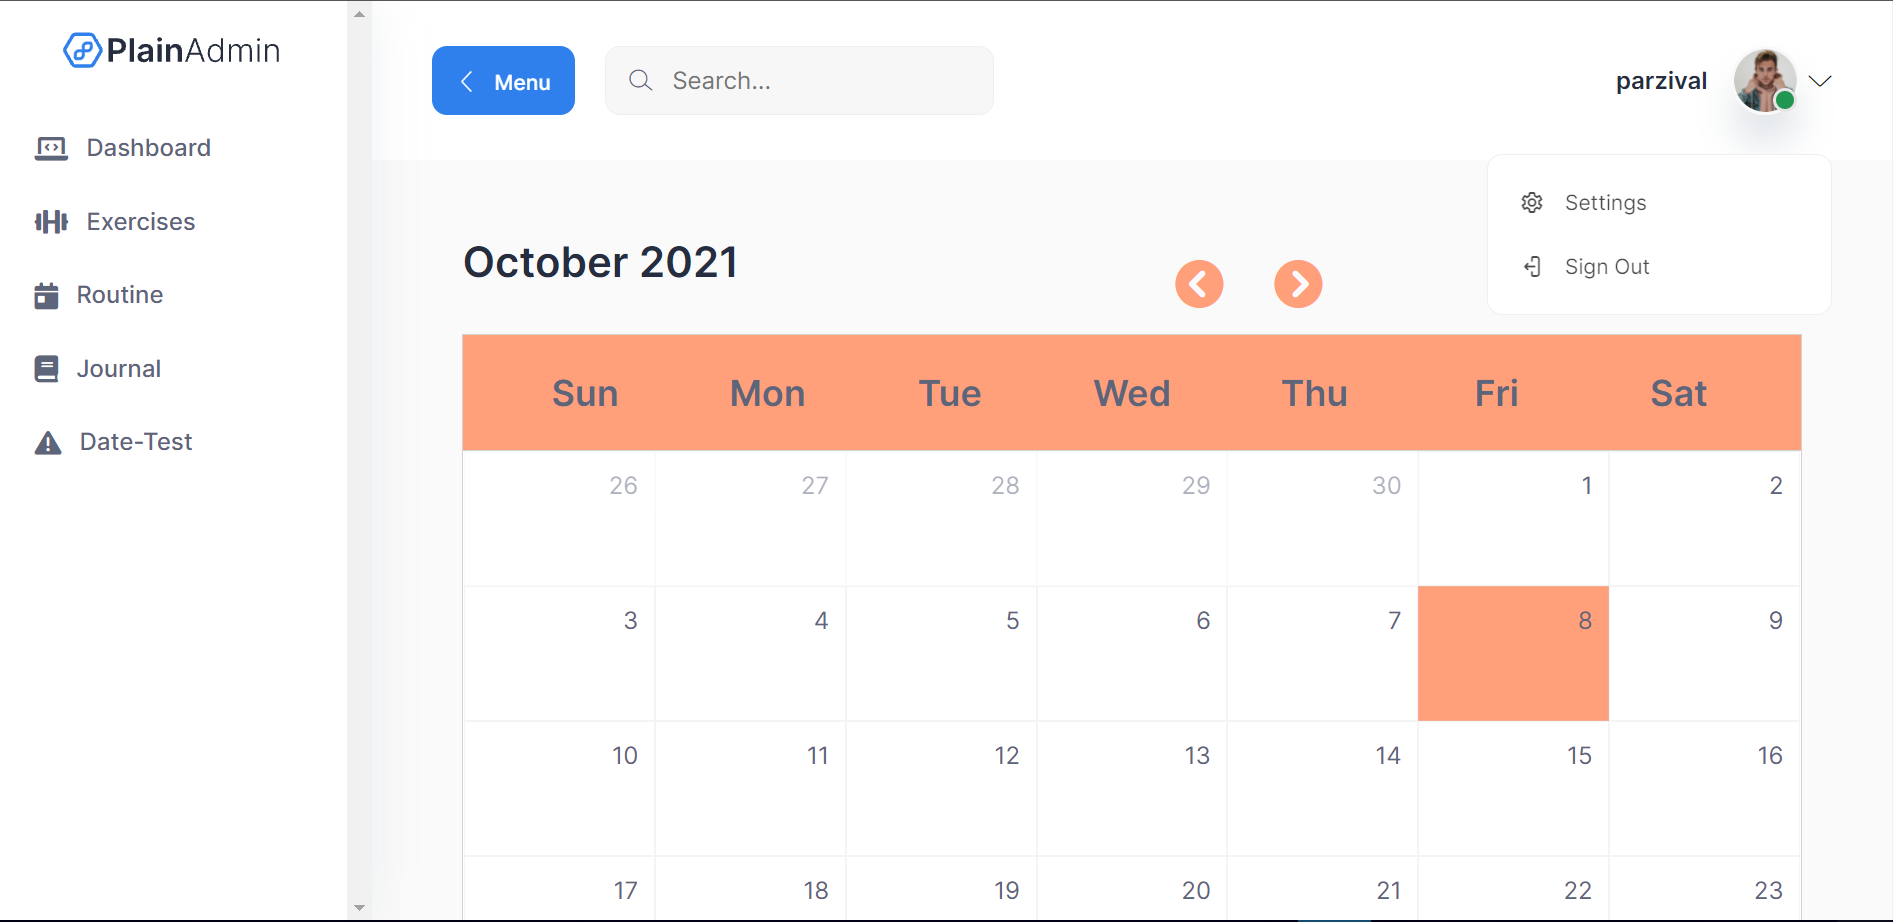 PlainAdmin
Dashboard
Exercises
Routine
Journal
Date-Test
Menu
Search...
parzival
Settings
Sign Out
October 2021
Sun Mon Tue Wed Thu Fri Sat
26 27 28 29 30 1 2
3 4 5 6 7 8 9
10 11 12 13 14 15 16
17 18 19 20 21 22 23